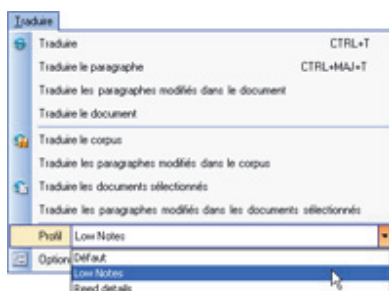 Traduire
Traduire CTRL+T
Traduire le paragraphe CTRL+MAJ+T
Traduire les paragraphes modifiés dans le document
Traduire le document
Traduire le corpus
Traduire les paragraphes modifiés dans le corpus
Traduire les documents sélectionnés
Traduire les paragraphes modifiés dans les documents sélectionnés
Profil Low Notes
Option Défaut
Low Notes
Reed details